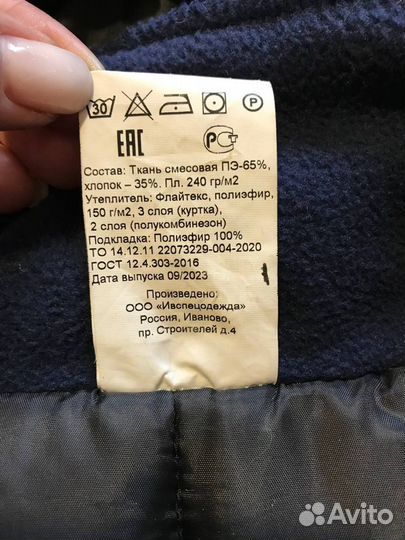 30 P
ЕАС РС
Состав: Ткань смесовая ПЭ-65%,
хлопок – 35%. Пл. 240 гр/м2
Утеплитель: Флайтекс, полиэфир,
150 г/м2, 3 слоя (куртка),
2 слоя (полукомбинезон)
Подкладка: Полиэфир 100%
ТО 14.12.11 22073229-004-2020
ГОСТ 12.4.303-2016
Дата выпуска 09/2023
Произведено:
ООО «Ивспецодежда»
Россия, Иваново,
пр. Строителей д.4
Avito